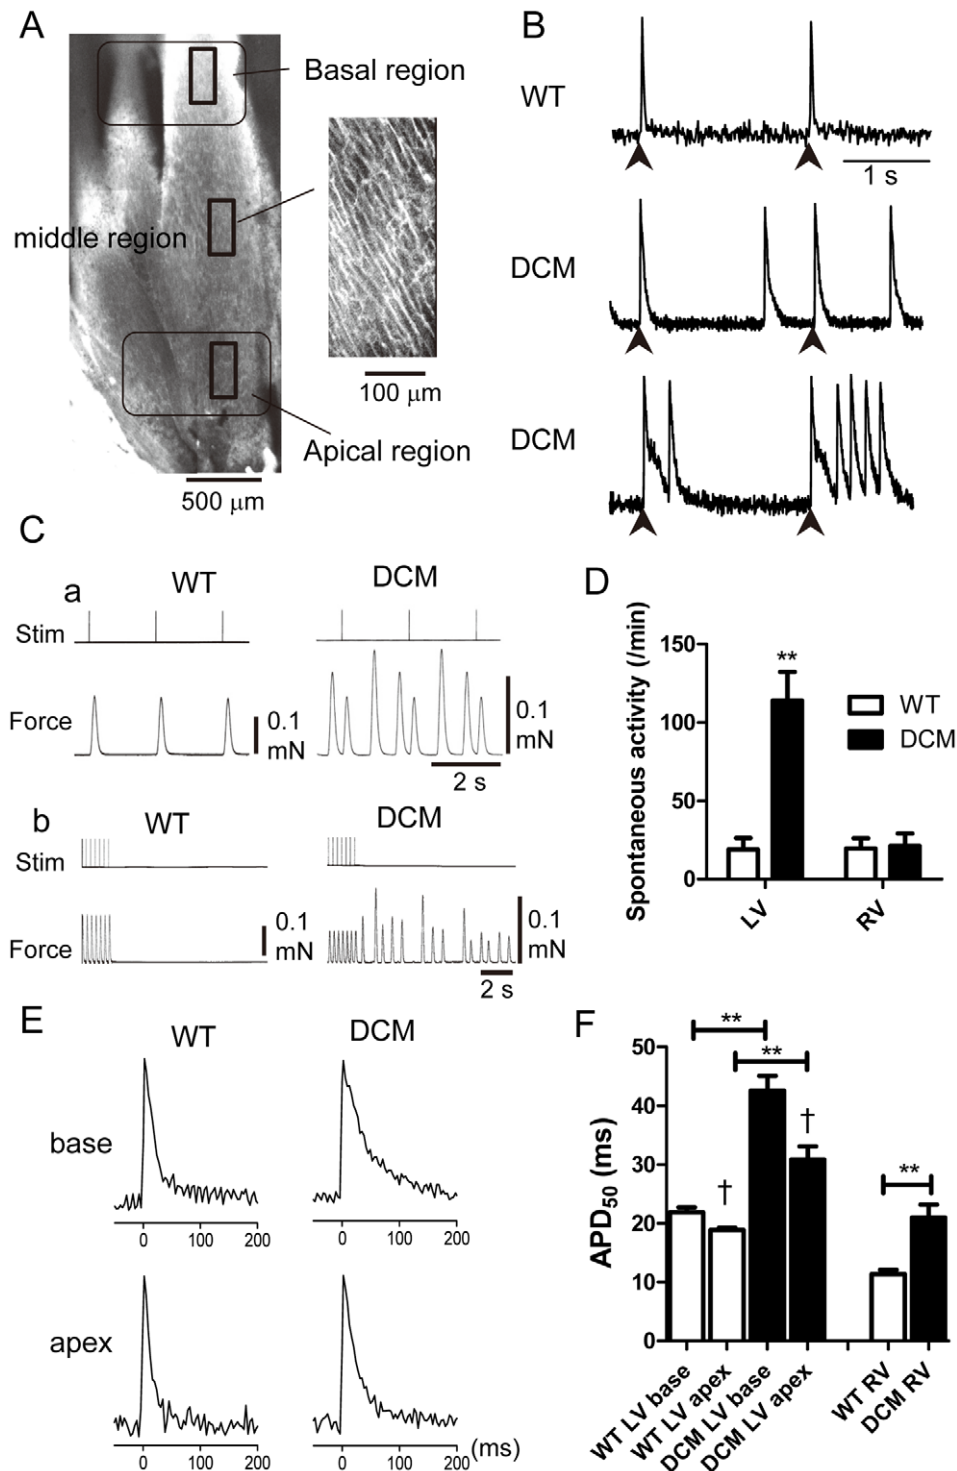 A
Basal region
middle region
100 μm
Apical region
500 μm
B
WT
1 s
DCM
DCM
C
a
WT
DCM
Stim
Force
0.1
mN
0.1
mN
2 s
b
WT
DCM
Stim
Force
0.1
mN
0.1
mN
2 s
D
Spontaneous activity (/min)
150
100
50
0
**
WT
DCM
LV
RV
E
WT
DCM
base
0 100 200
0 100 200
apex
0 100 200
0 100 200
(ms)
F
APD50 (ms)
50
40
30
20
10
0
**
**
†
†
**
WT LV base
WT LV apex
DCM LV base
DCM LV apex
WT RV
DCM RV